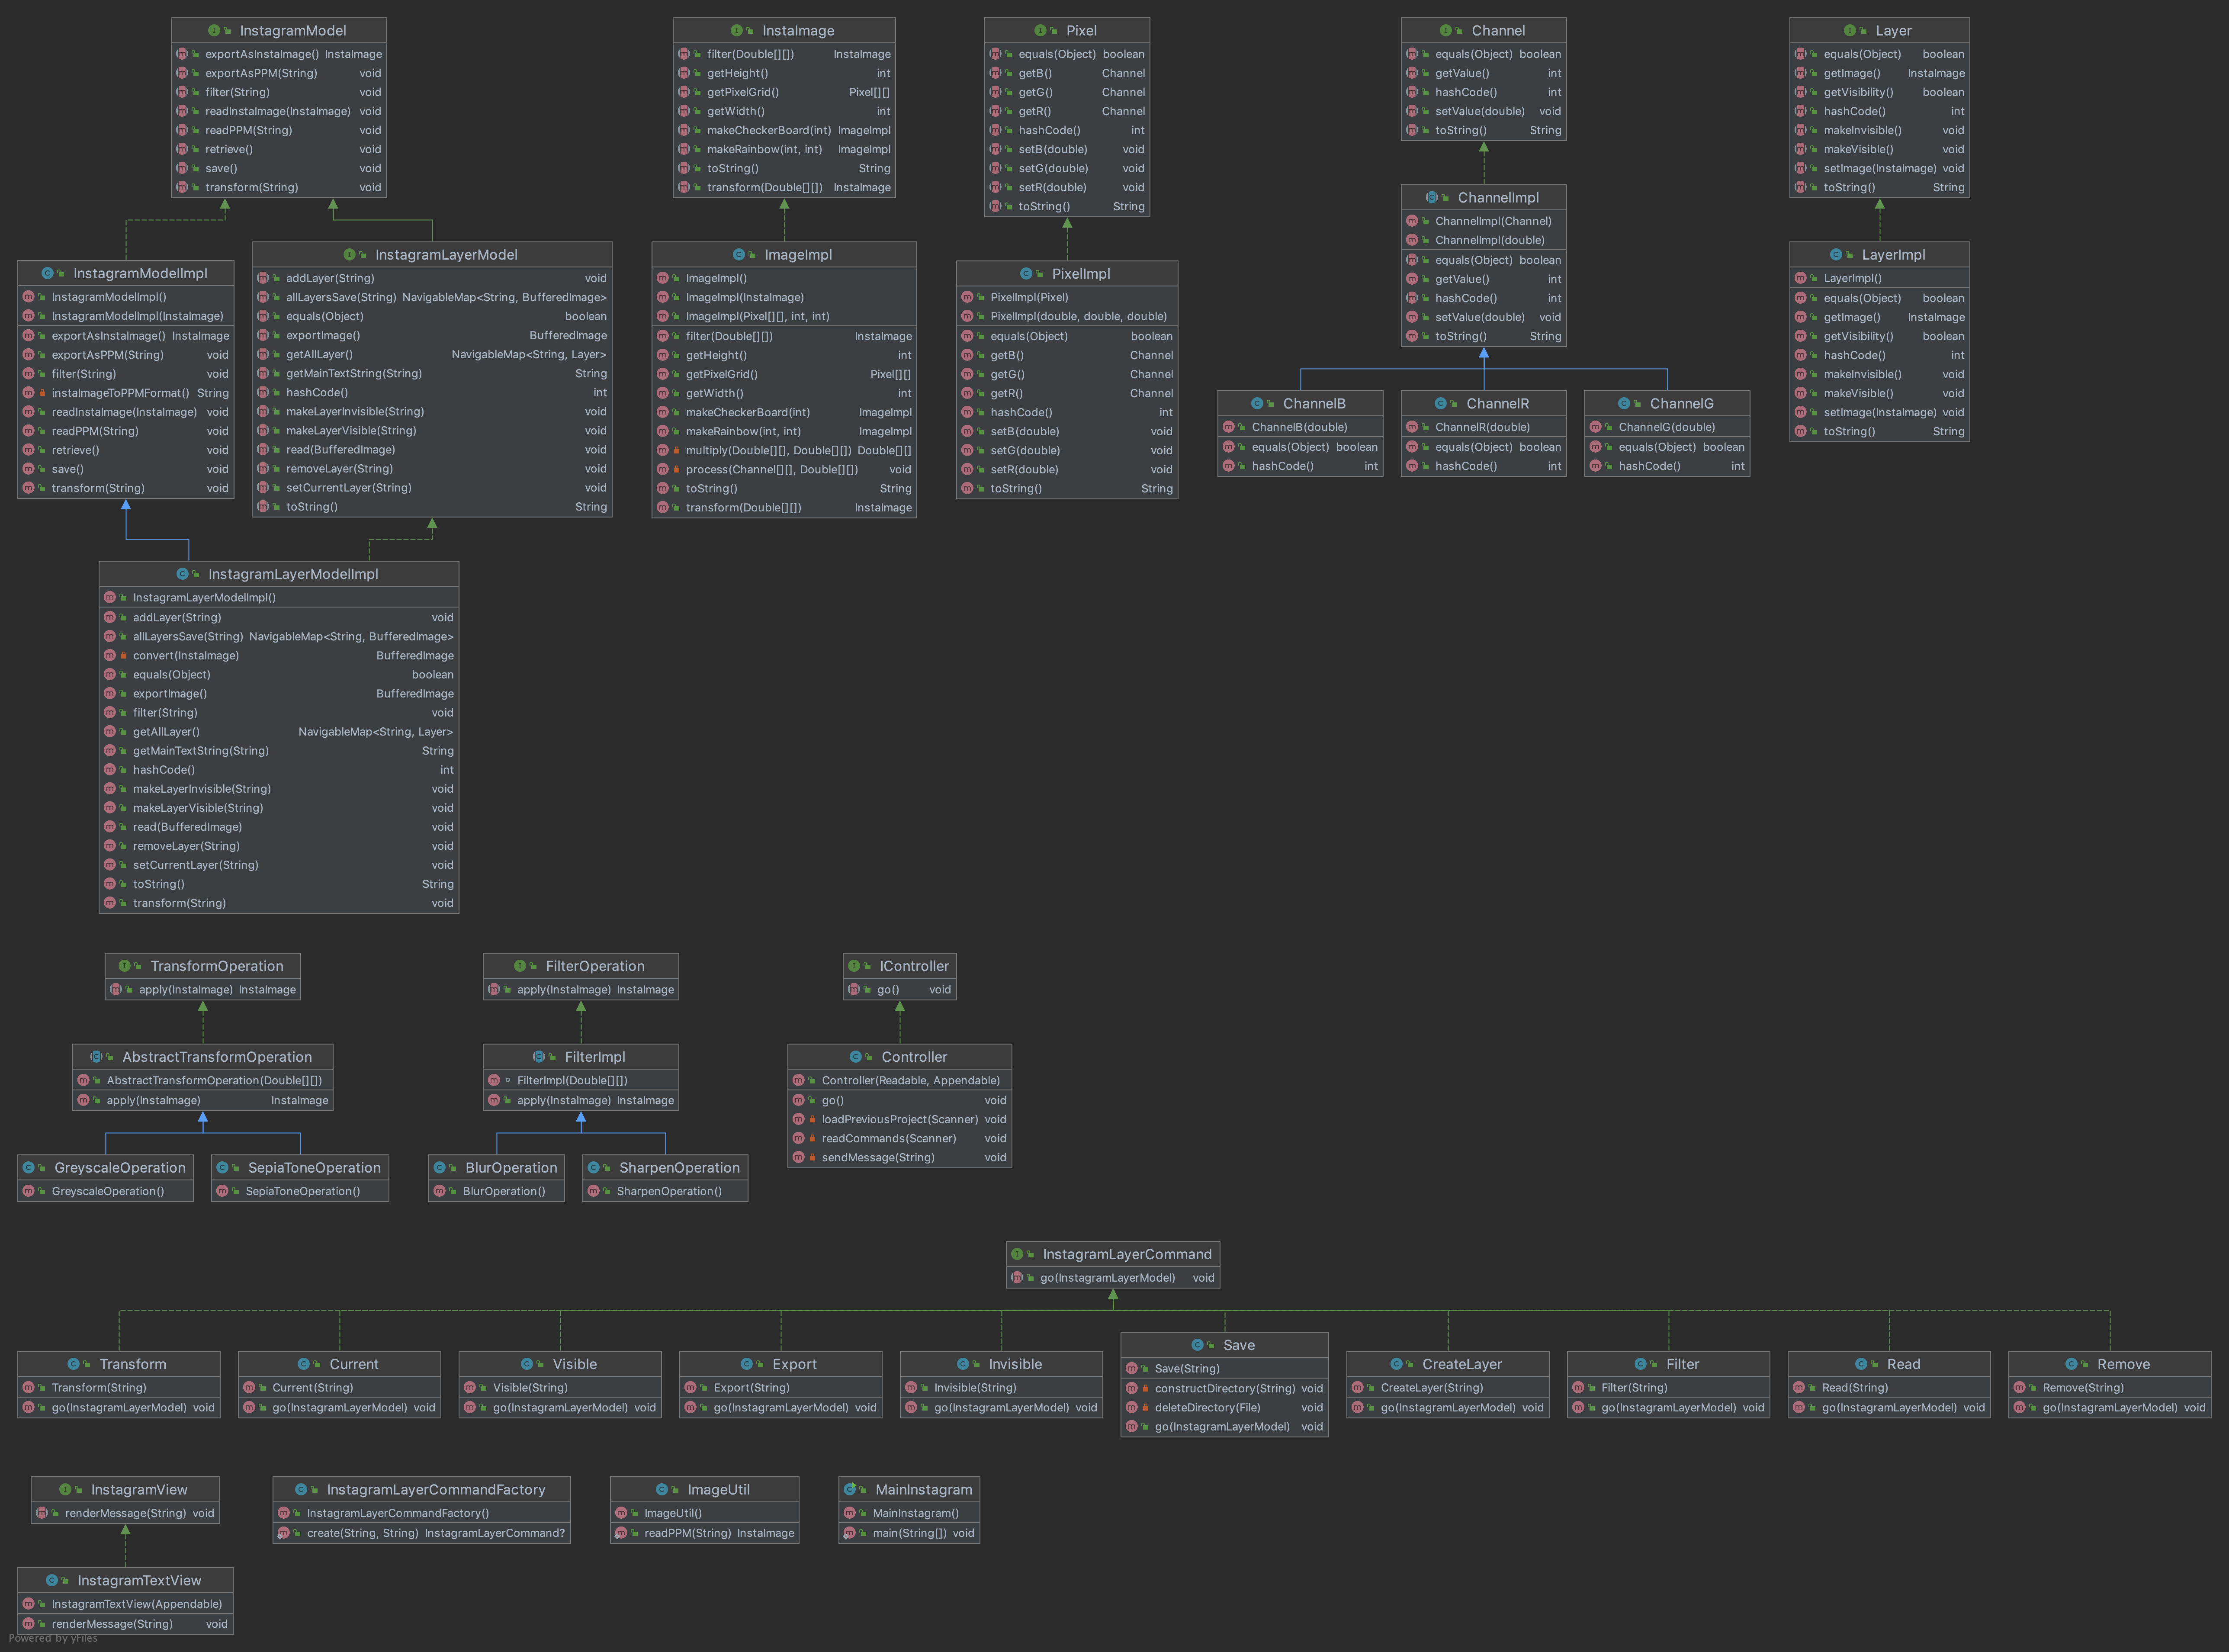 InstagramModel
exportAsInstaImage() InstaImage
exportAsPPM(String) void
filter(String) void
readInstaImage(InstaImage) void
readPPM(String) void
retrieve() void
save() void
transform(String) void
InstaImage
filter(Double[][]) InstaImage
getHeight() int
getPixelGrid() Pixel[][]
getWidth() int
makeCheckerBoard(int) ImageImpl
makeRainbow(int, int) ImageImpl
toString() String
transform(Double[][]) InstaImage
Pixel
equals(Object) boolean
getB() Channel
getG() Channel
getR() Channel
hashCode() int
setB(double) void
setG(double) void
setR(double) void
toString() String
Channel
equals(Object) boolean
getValue() int
hashCode() int
setValue(double) void
toString() String
Layer
equals(Object) boolean
getImage() InstaImage
getVisibility() boolean
hashCode() int
makeInvisible() void
makeVisible() void
setImage(InstaImage) void
toString() String
InstagramModelImpl
InstagramModelImpl()
InstagramModelImpl(InstaImage)
exportAsInstaImage() InstaImage
exportAsPPM(String) void
filter(String) void
instaImageToPPMFormat() String
readInstaImage(InstaImage) void
readPPM(String) void
retrieve() void
save() void
transform(String) void
InstagramLayerModel
addLayer(String) void
allLayersSave(String) NavigableMap<String, BufferedImage>
equals(Object) boolean
exportImage() BufferedImage
getAllLayer() NavigableMap<String, Layer>
getMainTextString(String) String
hashCode() int
makeLayerInvisible(String) void
makeLayerVisible(String) void
read(BufferedImage) void
removeLayer(String) void
setCurrentLayer(String) void
toString() String
ImageImpl
ImageImpl()
ImageImpl(InstaImage)
ImageImpl(Pixel[][], int, int)
filter(Double[][]) InstaImage
getHeight() int
getPixelGrid() Pixel[][]
getWidth() int
makeCheckerBoard(int) ImageImpl
makeRainbow(int, int) ImageImpl
multiply(Double[][], Double[][]) Double[][]
process(Channel[][], Double[][]) void
toString() String
transform(Double[][]) InstaImage
PixelImpl
PixelImpl(Pixel)
PixelImpl(double, double, double)
equals(Object) boolean
getB() Channel
getG() Channel
getR() Channel
hashCode() int
setB(double) void
setG(double) void
setR(double) void
toString() String
ChannelImpl
ChannelImpl(Channel)
ChannelImpl(double)
equals(Object) boolean
getValue() int
hashCode() int
setValue(double) void
toString() String
ChannelB
ChannelB(double)
equals(Object) boolean
hashCode() int
ChannelR
ChannelR(double)
equals(Object) boolean
hashCode() int
ChannelG
ChannelG(double)
equals(Object) boolean
hashCode() int
LayerImpl
LayerImpl()
equals(Object) boolean
getImage() InstaImage
getVisibility() boolean
hashCode() int
makeInvisible() void
makeVisible() void
setImage(InstaImage) void
toString() String
InstagramLayerModelImpl
InstagramLayerModelImpl()
addLayer(String) void
allLayersSave(String) NavigableMap<String, BufferedImage>
convert(InstaImage) BufferedImage
equals(Object) boolean
exportImage() BufferedImage
filter(String) void
getAllLayer() NavigableMap<String, Layer>
getMainTextString(String) String
hashCode() int
makeLayerInvisible(String) void
makeLayerVisible(String) void
read(BufferedImage) void
removeLayer(String) void
setCurrentLayer(String) void
toString() String
transform(String) void
TransformOperation
apply(InstaImage) InstaImage
FilterOperation
apply(InstaImage) InstaImage
IController
go() void
AbstractTransformOperation
AbstractTransformOperation(Double[][])
apply(InstaImage) InstaImage
FilterImpl
FilterImpl(Double[][])
apply(InstaImage) InstaImage
Controller
Controller(Readable, Appendable)
go() void
loadPreviousProject(Scanner) void
readCommands(Scanner) void
sendMessage(String) void
GreyscaleOperation
GreyscaleOperation()
SepiaToneOperation
SepiaToneOperation()
BlurOperation
BlurOperation()
SharpenOperation
SharpenOperation()
InstagramLayerCommand
go(InstagramLayerModel) void
Transform
Transform(String)
go(InstagramLayerModel) void
Current
Current(String)
go(InstagramLayerModel) void
Visible
Visible(String)
go(InstagramLayerModel) void
Export
Export(String)
go(InstagramLayerModel) void
Invisible
Invisible(String)
go(InstagramLayerModel) void
Save
Save(String)
constructDirectory(String) void
deleteDirectory(File) void
go(InstagramLayerModel) void
CreateLayer
CreateLayer(String)
go(InstagramLayerModel) void
Filter
Filter(String)
go(InstagramLayerModel) void
Read
Read(String)
go(InstagramLayerModel) void
Remove
Remove(String)
go(InstagramLayerModel) void
InstagramView
renderMessage(String) void
InstagramLayerCommandFactory
InstagramLayerCommandFactory()
create(String, String) InstagramLayerCommand?
ImageUtil
ImageUtil()
readPPM(String) InstaImage
MainInstagram
MainInstagram()
main(String[]) void
InstagramTextView
InstagramTextView(Appendable)
renderMessage(String) void
Powered by yFiles